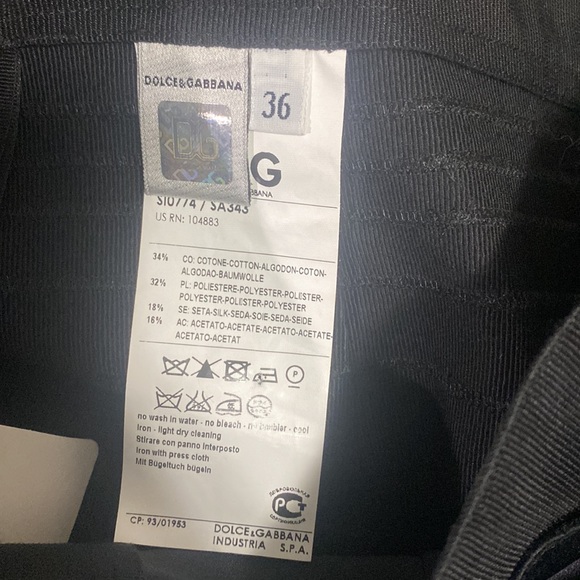 DOLCE&GABBANA
36
G
BBANA
SI0774 / SA343
US RN: 104883
34% CO: COTONE-COTTON-ALGODON-COTON-
ALGODAO-BAUMWOLLE
32% PL: POLIESTERE-POLYESTER-POLIESTER-
POLYESTER-POLIESTER-POLYESTER
18% SE: SETA-SILK-SEDA-SOIE-SEDA-SEIDE
16% AC: ACETATO-ACETATE-ACETATO-ACETATE-
ACETATO-ACETAT
P
no wash in water - no bleach - no tumbler - cool
iron - light dry cleaning
Stirare con panno interposto
Iron with press cloth
Mit Bügeltuch bügeln
CP: 93/01953
DOLCE&GABBANA
INDUSTRIA S.P.A.